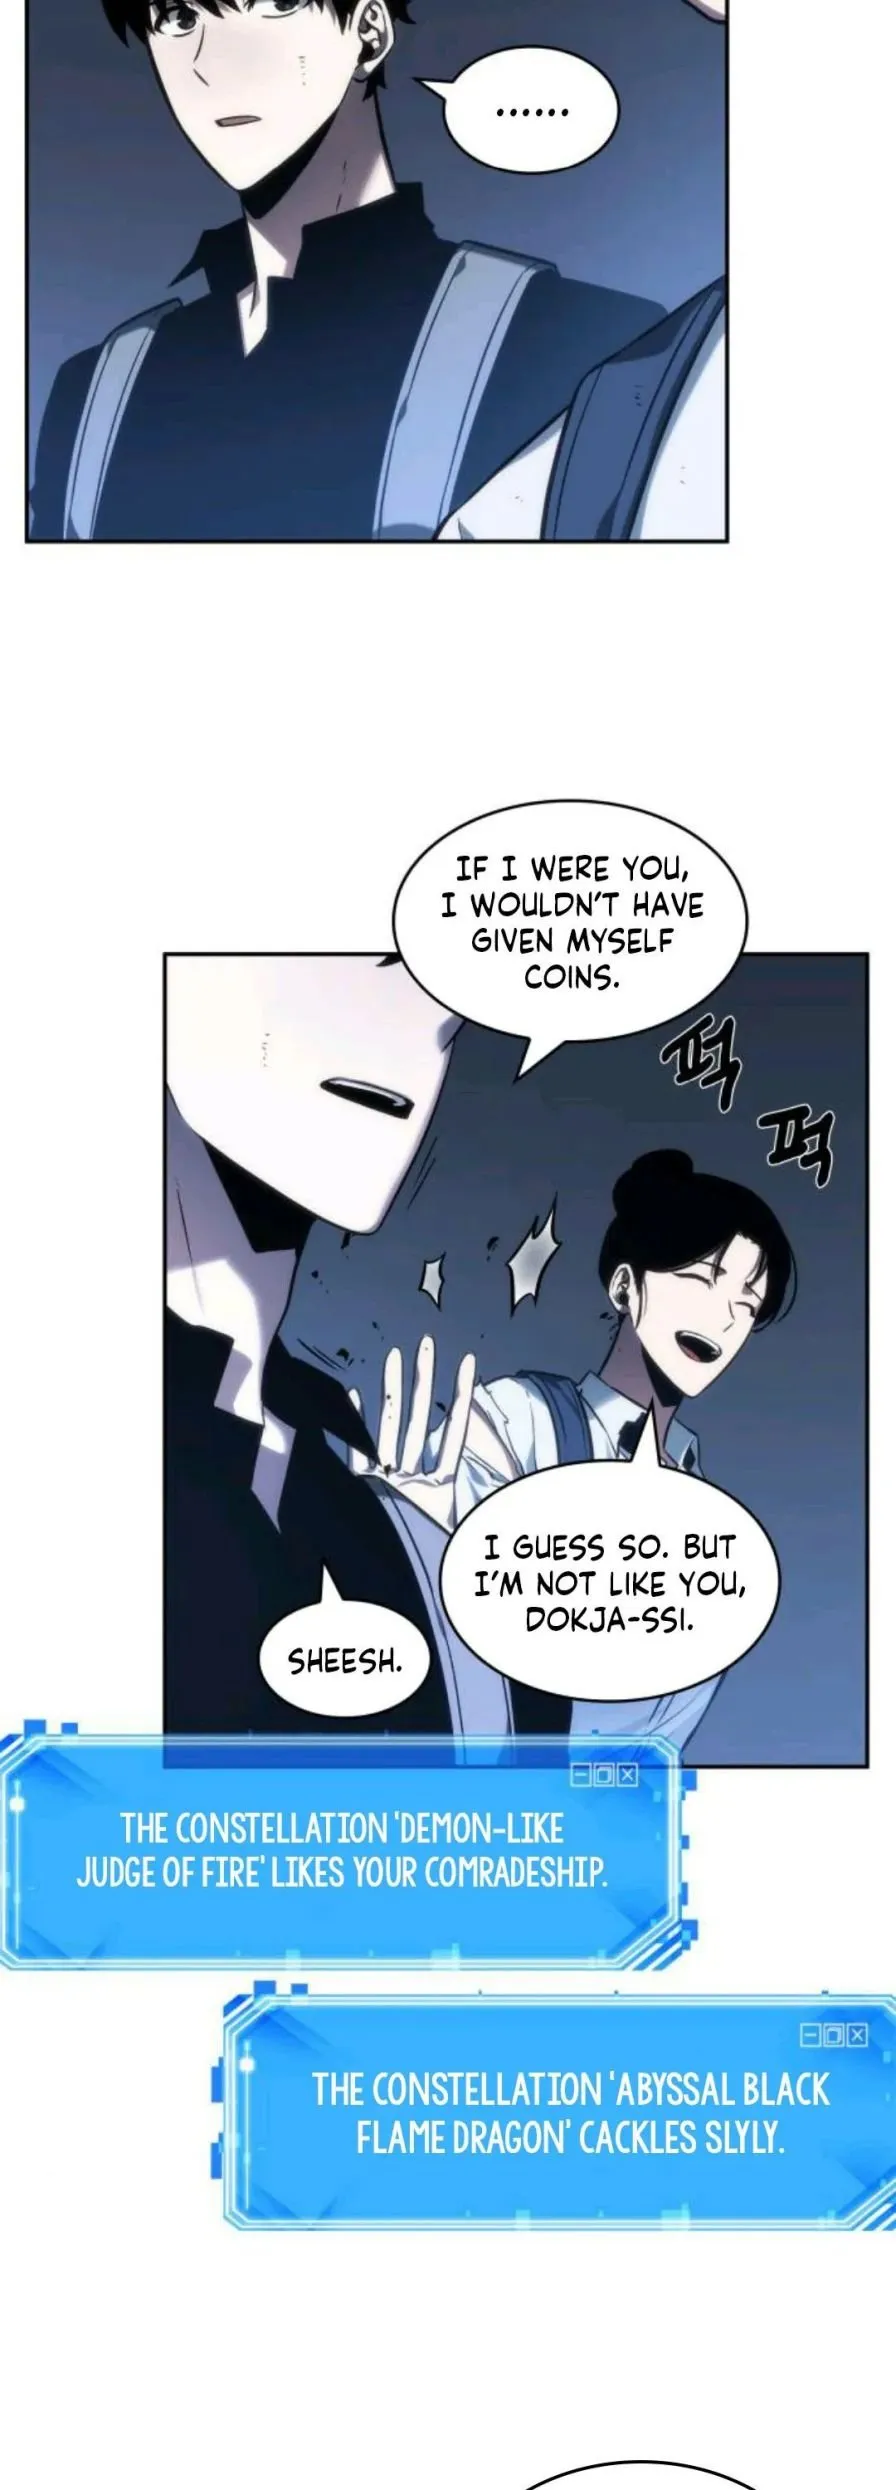 ......
IF I WERE YOU,
I WOULDN'T HAVE
GIVEN MYSELF
COINS.
퍽
퍽
I GUESS SO. BUT
I'M NOT LIKE YOU,
DOKJA-SSI.
SHEESH.
THE CONSTELLATION 'DEMON-LIKE
JUDGE OF FIRE' LIKES YOUR COMRADESHIP.
THE CONSTELLATION 'ABYSSAL BLACK
FLAME DRAGON' CACKLES SLYLY.